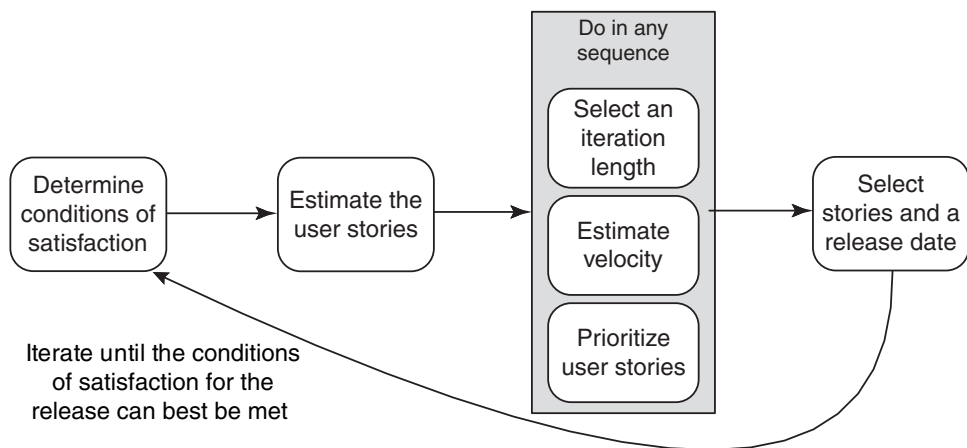 Determine
conditions of
satisfaction
Estimate the
user stories
Do in any
sequence
Select an
iteration
length
Estimate
velocity
Prioritize
user stories
Select
stories and a
release date
Iterate until the conditions
of satisfaction for the
release can best be met